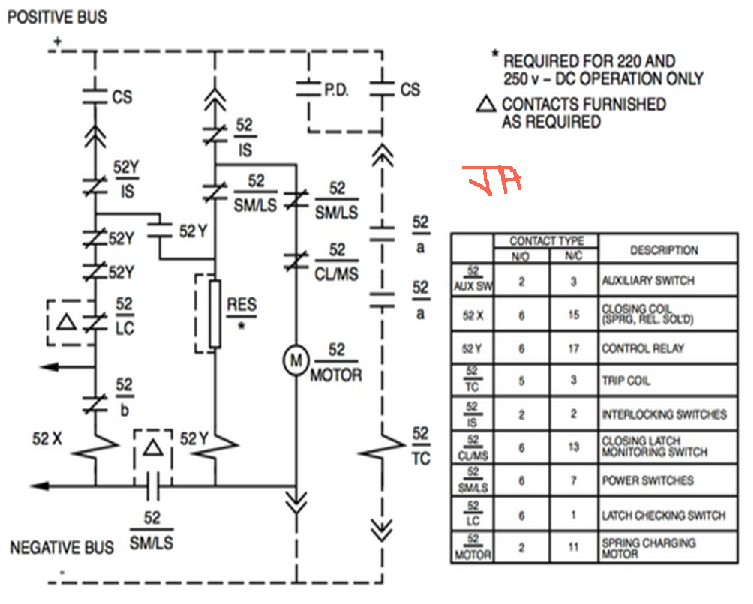 POSITIVE BUS
+
CS
52Y
IS
52Y
52Y
52 Y
52
LC
52
b
52 X
52
SM/LS
52
IS
52
SM/LS
RES
*
52 Y
52
SM/LS
52
CL/MS
M
52
MOTOR
P.D.
CS
52
a
52
a
52
TC
NEGATIVE BUS
-
* REQUIRED FOR 220 AND
250 v – DC OPERATION ONLY
CONTACTS FURNISHED
AS REQUIRED
JA
CONTACT TYPE
N/O N/C DESCRIPTION
52
AUX SW 2 3 AUXILIARY SWITCH
52 X 6 15 CLOSING COIL
(SPRG, REL. SOL'D)
52 Y 6 17 CONTROL RELAY
52
TC 5 3 TRIP COIL
52
IS 2 2 INTERLOCKING SWITCHES
52
CL/MS 6 13 CLOSING LATCH
MONITORING SWITCH
52
SM/LS 6 7 POWER SWITCHES
52
LC 6 1 LATCH CHECKING SWITCH
52
MOTOR 2 11 SPRING CHARGING
MOTOR